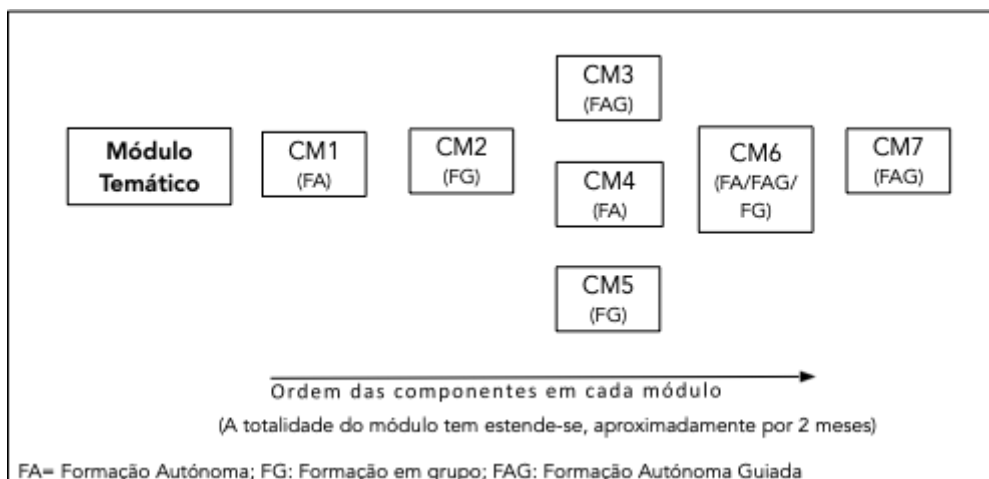 Módulo
Temático
CM1
(FA)
CM2
(FG)
CM3
(FAG)
CM4
(FA)
CM5
(FG)
CM6
(FA/FAG/
FG)
CM7
(FAG)
Ordem das componentes em cada módulo
(A totalidade do módulo tem estende-se, aproximadamente por 2 meses)
FA= Formação Autónoma; FG: Formação em grupo; FAG: Formação Autónoma Guiada